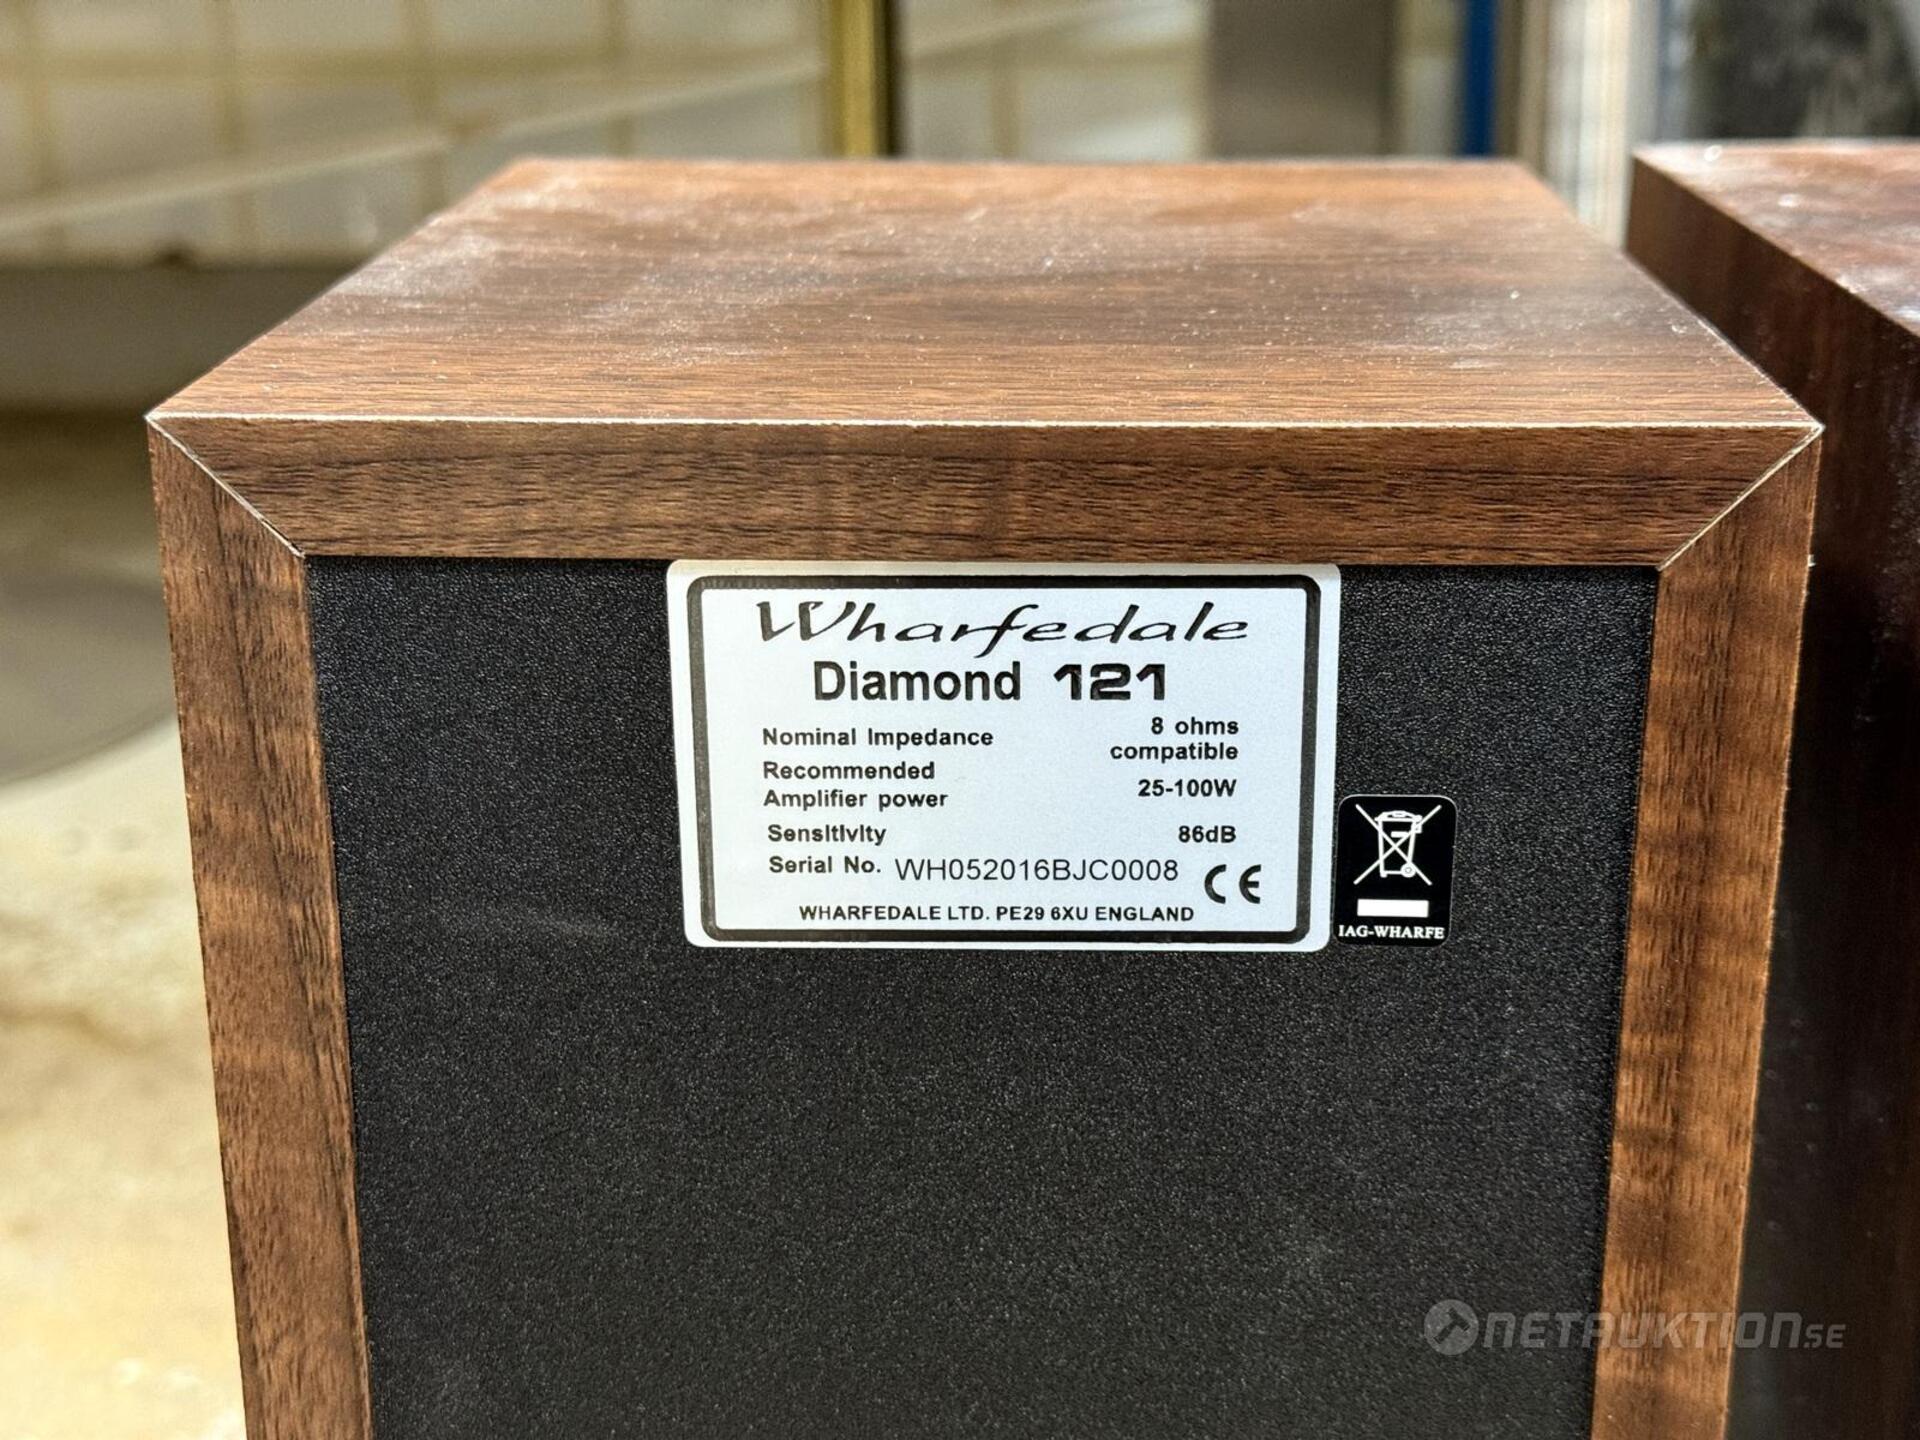 Wharfedale
Diamond 121
Nominal Impedance 8 ohms
compatible
Recommended
Amplifier power 25-100W
Sensitivity 86dB
Serial No. WH052016BJC0008 CE
WHARFEDALE LTD. PE29 6XU ENGLAND
IAG-WHARFE
NETAUKTION.SE